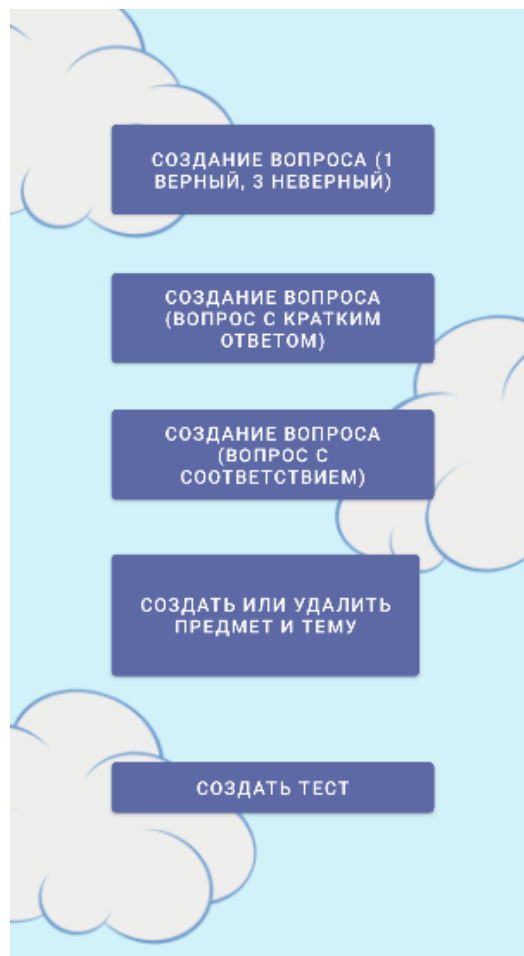 СОЗДАНИЕ ВОПРОСА (1
ВЕРНЫЙ, 3 НЕВЕРНЫЙ)
СОЗДАНИЕ ВОПРОСА
(ВОПРОС С КРАТКИМ
ОТВЕТОМ)
СОЗДАНИЕ ВОПРОСА
(ВОПРОС С
СООТВЕТСТВИЕМ)
СОЗДАТЬ ИЛИ УДАЛИТЬ
ПРЕДМЕТ И ТЕМУ
СОЗДАТЬ ТЕСТ